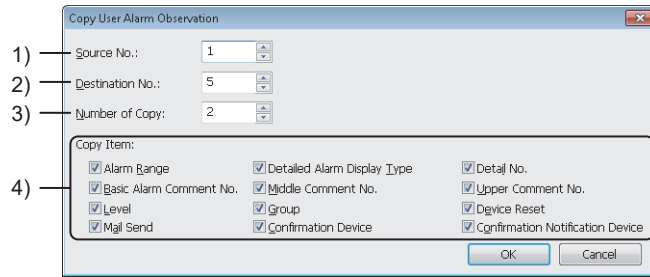 Copy User Alarm Observation
1) Source No.: 1
2) Destination No.: 5
3) Number of Copy: 2
Copy Item:
Alarm Range Detailed Alarm Display Type Detail No.
4) Basic Alarm Comment No. Middle Comment No. Upper Comment No.
Level Group Device Reset
Mail Send Confirmation Device Confirmation Notification Device
OK Cancel